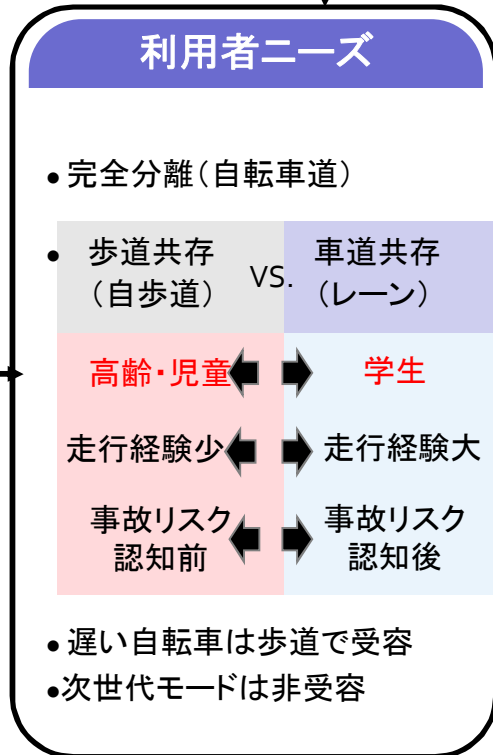 利用者ニーズ
•完全分離（自転車道）
• 歩道共存 VS. 車道共存
（自歩道） （レーン）
高齢・児童 学生
走行経験少 走行経験大
事故リスク 事故リスク
認知前 認知後
•遅い自転車は歩道で受容
•次世代モードは非受容